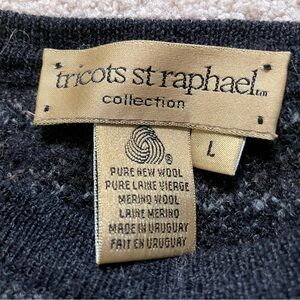 tricots st raphael™
collection
L
®
PURE NEW WOOL
PURE LAINE VIERGE
MERINO WOOL
LAINE MERINO
MADE IN URUGUAY
FAIT EN URUGUAY